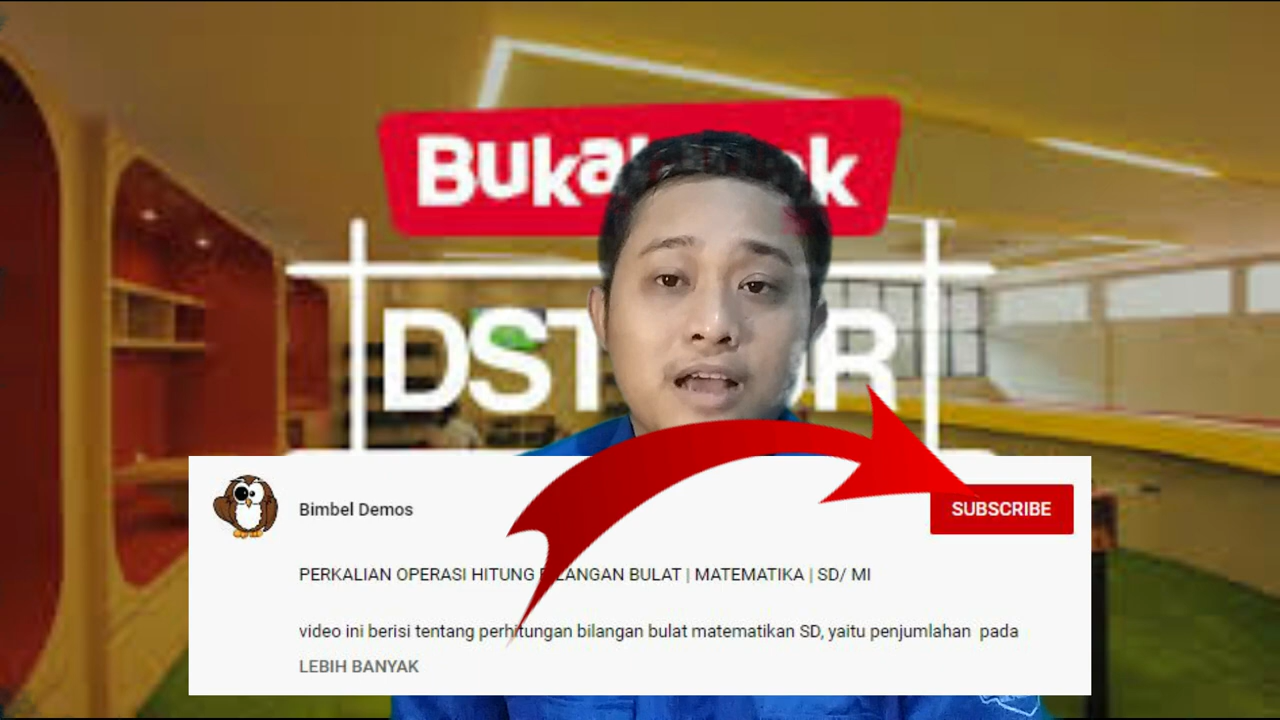 Bimbel Demos
SUBSCRIBE
PERKALIAN OPERASI HITUNG BULAT | MATEMATIKA | SD/ MI
video ini berisi tentang perhitungan bilangan bulat matematikan SD, yaitu penjumlahan pada
LEBIH BANYAK